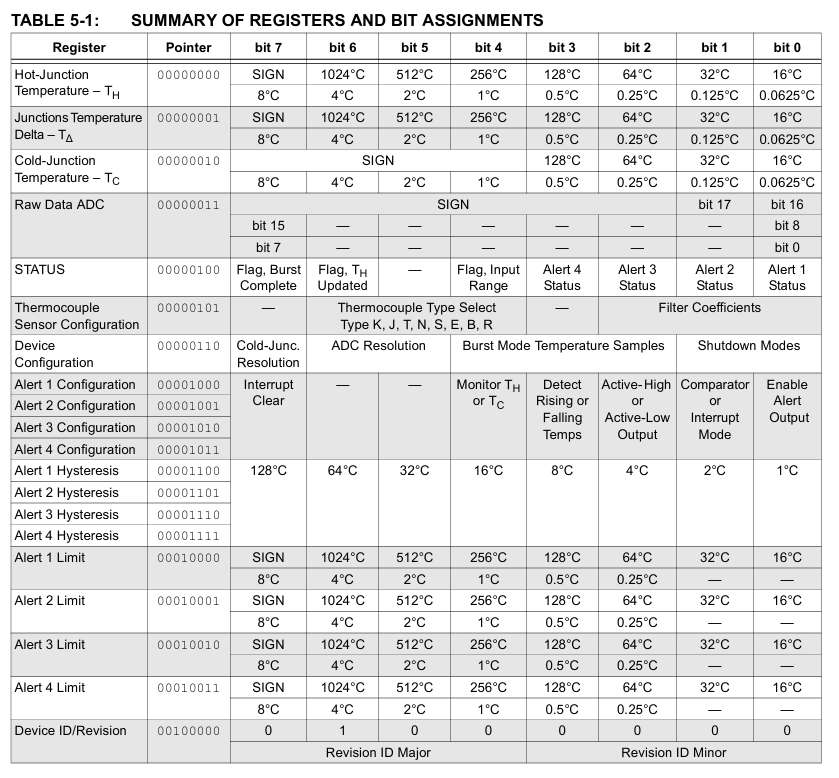 TABLE 5-1: SUMMARY OF REGISTERS AND BIT ASSIGNMENTS
Register Pointer bit 7 bit 6 bit 5 bit 4 bit 3 bit 2 bit 1 bit 0
Hot-Junction Temperature – TH 00000000 SIGN 1024°C 512°C 256°C 128°C 64°C 32°C 16°C
8°C 4°C 2°C 1°C 0.5°C 0.25°C 0.125°C 0.0625°C
Junctions Temperature Delta – TΔ 00000001 SIGN 1024°C 512°C 256°C 128°C 64°C 32°C 16°C
8°C 4°C 2°C 1°C 0.5°C 0.25°C 0.125°C 0.0625°C
Cold-Junction Temperature – TC 00000010 SIGN 128°C 64°C 32°C 16°C
8°C 4°C 2°C 1°C 0.5°C 0.25°C 0.125°C 0.0625°C
Raw Data ADC 00000011 SIGN bit 17 bit 16
bit 15 — — — — — — bit 8
bit 7 — — — — — — bit 0
STATUS 00000100 Flag, Burst Complete Flag, TH Updated — Flag, Input Range Alert 4 Status Alert 3 Status Alert 2 Status Alert 1 Status
Thermocouple Sensor Configuration 00000101 — Thermocouple Type Select Type K, J, T, N, S, E, B, R — Filter Coefficients
Device Configuration 00000110 Cold-Junc. Resolution ADC Resolution Burst Mode Temperature Samples Shutdown Modes
Alert 1 Configuration 00001000 Interrupt Clear — — Monitor TH or TC Detect Rising or Falling Temps Active-High or Active-Low Output Comparator or Interrupt Mode Enable Alert Output
Alert 2 Configuration 00001001
Alert 3 Configuration 00001010
Alert 4 Configuration 00001011
Alert 1 Hysteresis 00001100 128°C 64°C 32°C 16°C 8°C 4°C 2°C 1°C
Alert 2 Hysteresis 00001101
Alert 3 Hysteresis 00001110
Alert 4 Hysteresis 00001111
Alert 1 Limit 00010000 SIGN 1024°C 512°C 256°C 128°C 64°C 32°C 16°C
8°C 4°C 2°C 1°C 0.5°C 0.25°C — —
Alert 2 Limit 00010001 SIGN 1024°C 512°C 256°C 128°C 64°C 32°C 16°C
8°C 4°C 2°C 1°C 0.5°C 0.25°C — —
Alert 3 Limit 00010010 SIGN 1024°C 512°C 256°C 128°C 64°C 32°C 16°C
8°C 4°C 2°C 1°C 0.5°C 0.25°C — —
Alert 4 Limit 00010011 SIGN 1024°C 512°C 256°C 128°C 64°C 32°C 16°C
8°C 4°C 2°C 1°C 0.5°C 0.25°C — —
Device ID/Revision 00100000 0 1 0 0 0 0 0 0
Revision ID Major Revision ID Minor